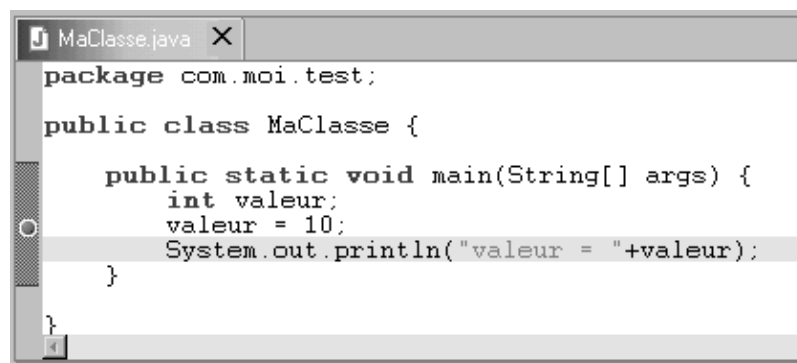 MaClasse.java
package com.moi.test;
public class MaClasse {
public static void main(String[] args) {
int valeur;
valeur = 10;
System.out.println("valeur = "+valeur);
}
}